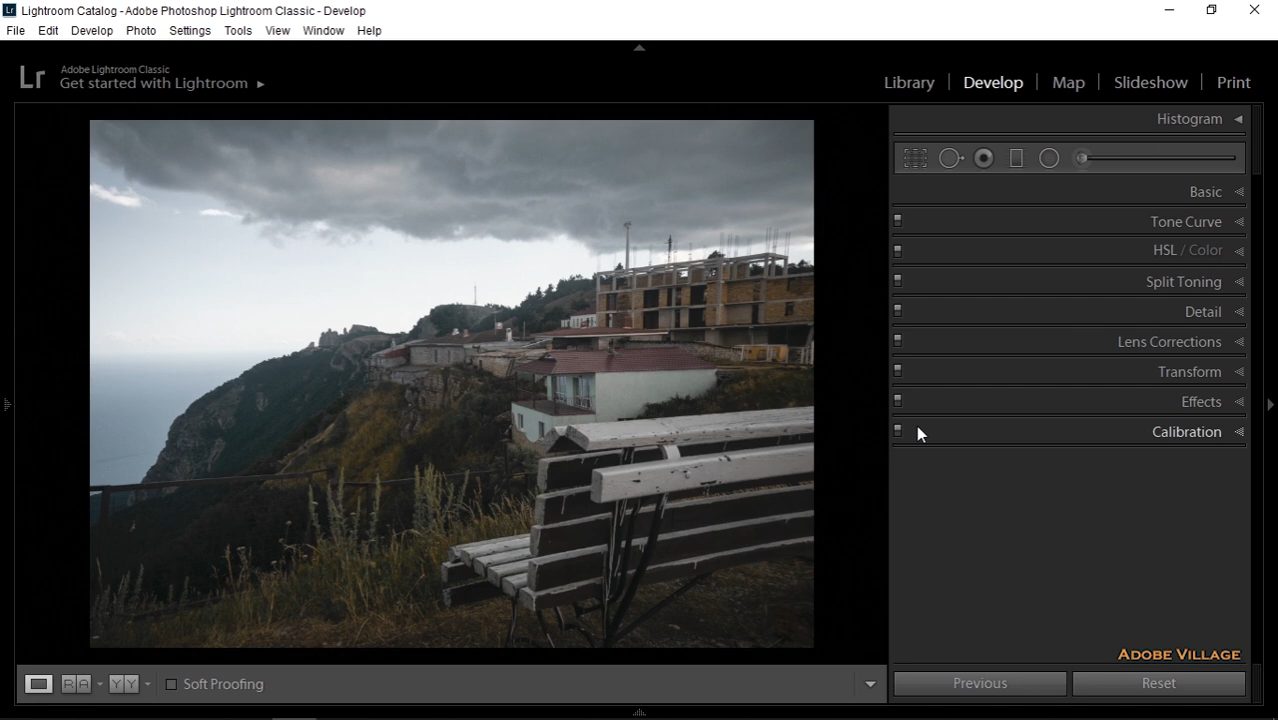 Lightroom Catalog - Adobe Photoshop Lightroom Classic - Develop
File Edit Develop Photo Settings Tools View Window Help
Lr Adobe Lightroom Classic
Get started with Lightroom
Library Develop Map Slideshow Print
Histogram
Basic
Tone Curve
HSL / Color
Split Toning
Detail
Lens Corrections
Transform
Effects
Calibration
ADOBE VILLAGE
R A Y Y Soft Proofing Previous Reset